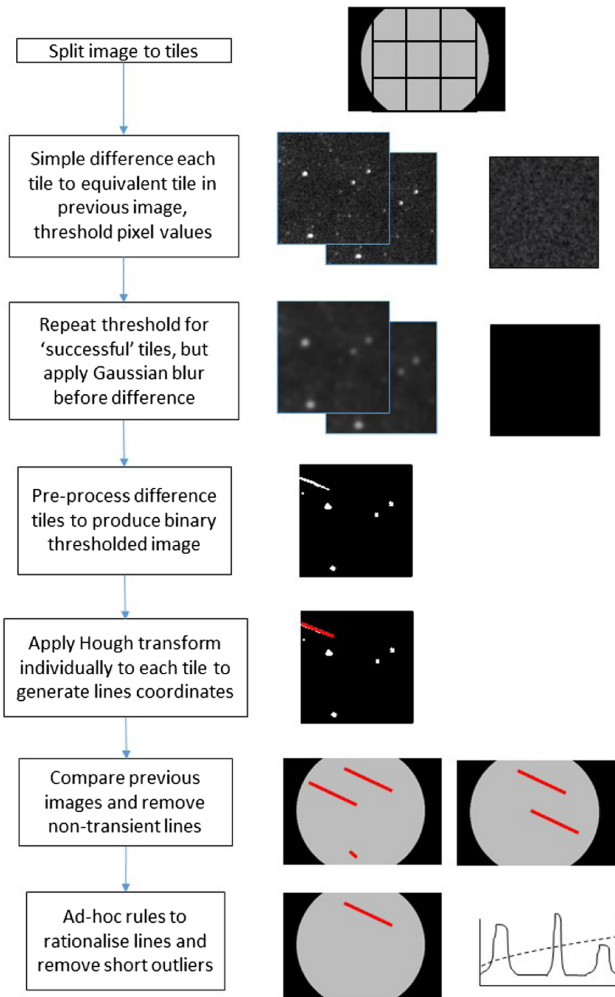 Split image to tiles
Simple difference each
tile to equivalent tile in
previous image,
threshold pixel values
Repeat threshold for
‘successful’ tiles, but
apply Gaussian blur
before difference
Pre-process difference
tiles to produce binary
thresholded image
Apply Hough transform
individually to each tile to
generate lines coordinates
Compare previous
images and remove
non-transient lines
Ad-hoc rules to
rationalise lines and
remove short outliers